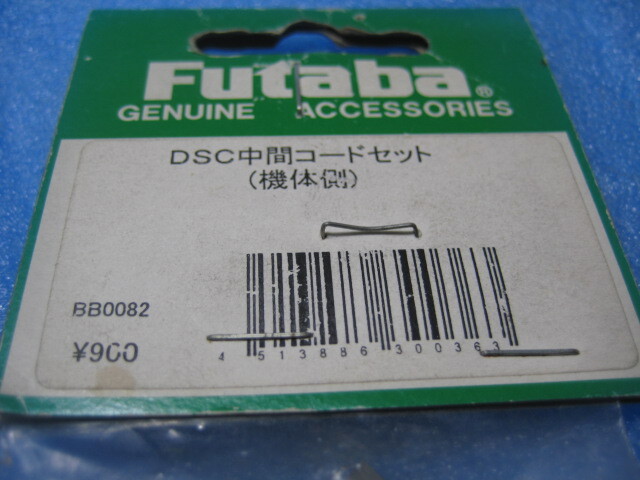 Futaba®
GENUINE ACCESSORIES
DSC中間コードセット
(機体側)
BB0082
¥900
4 513886 300363